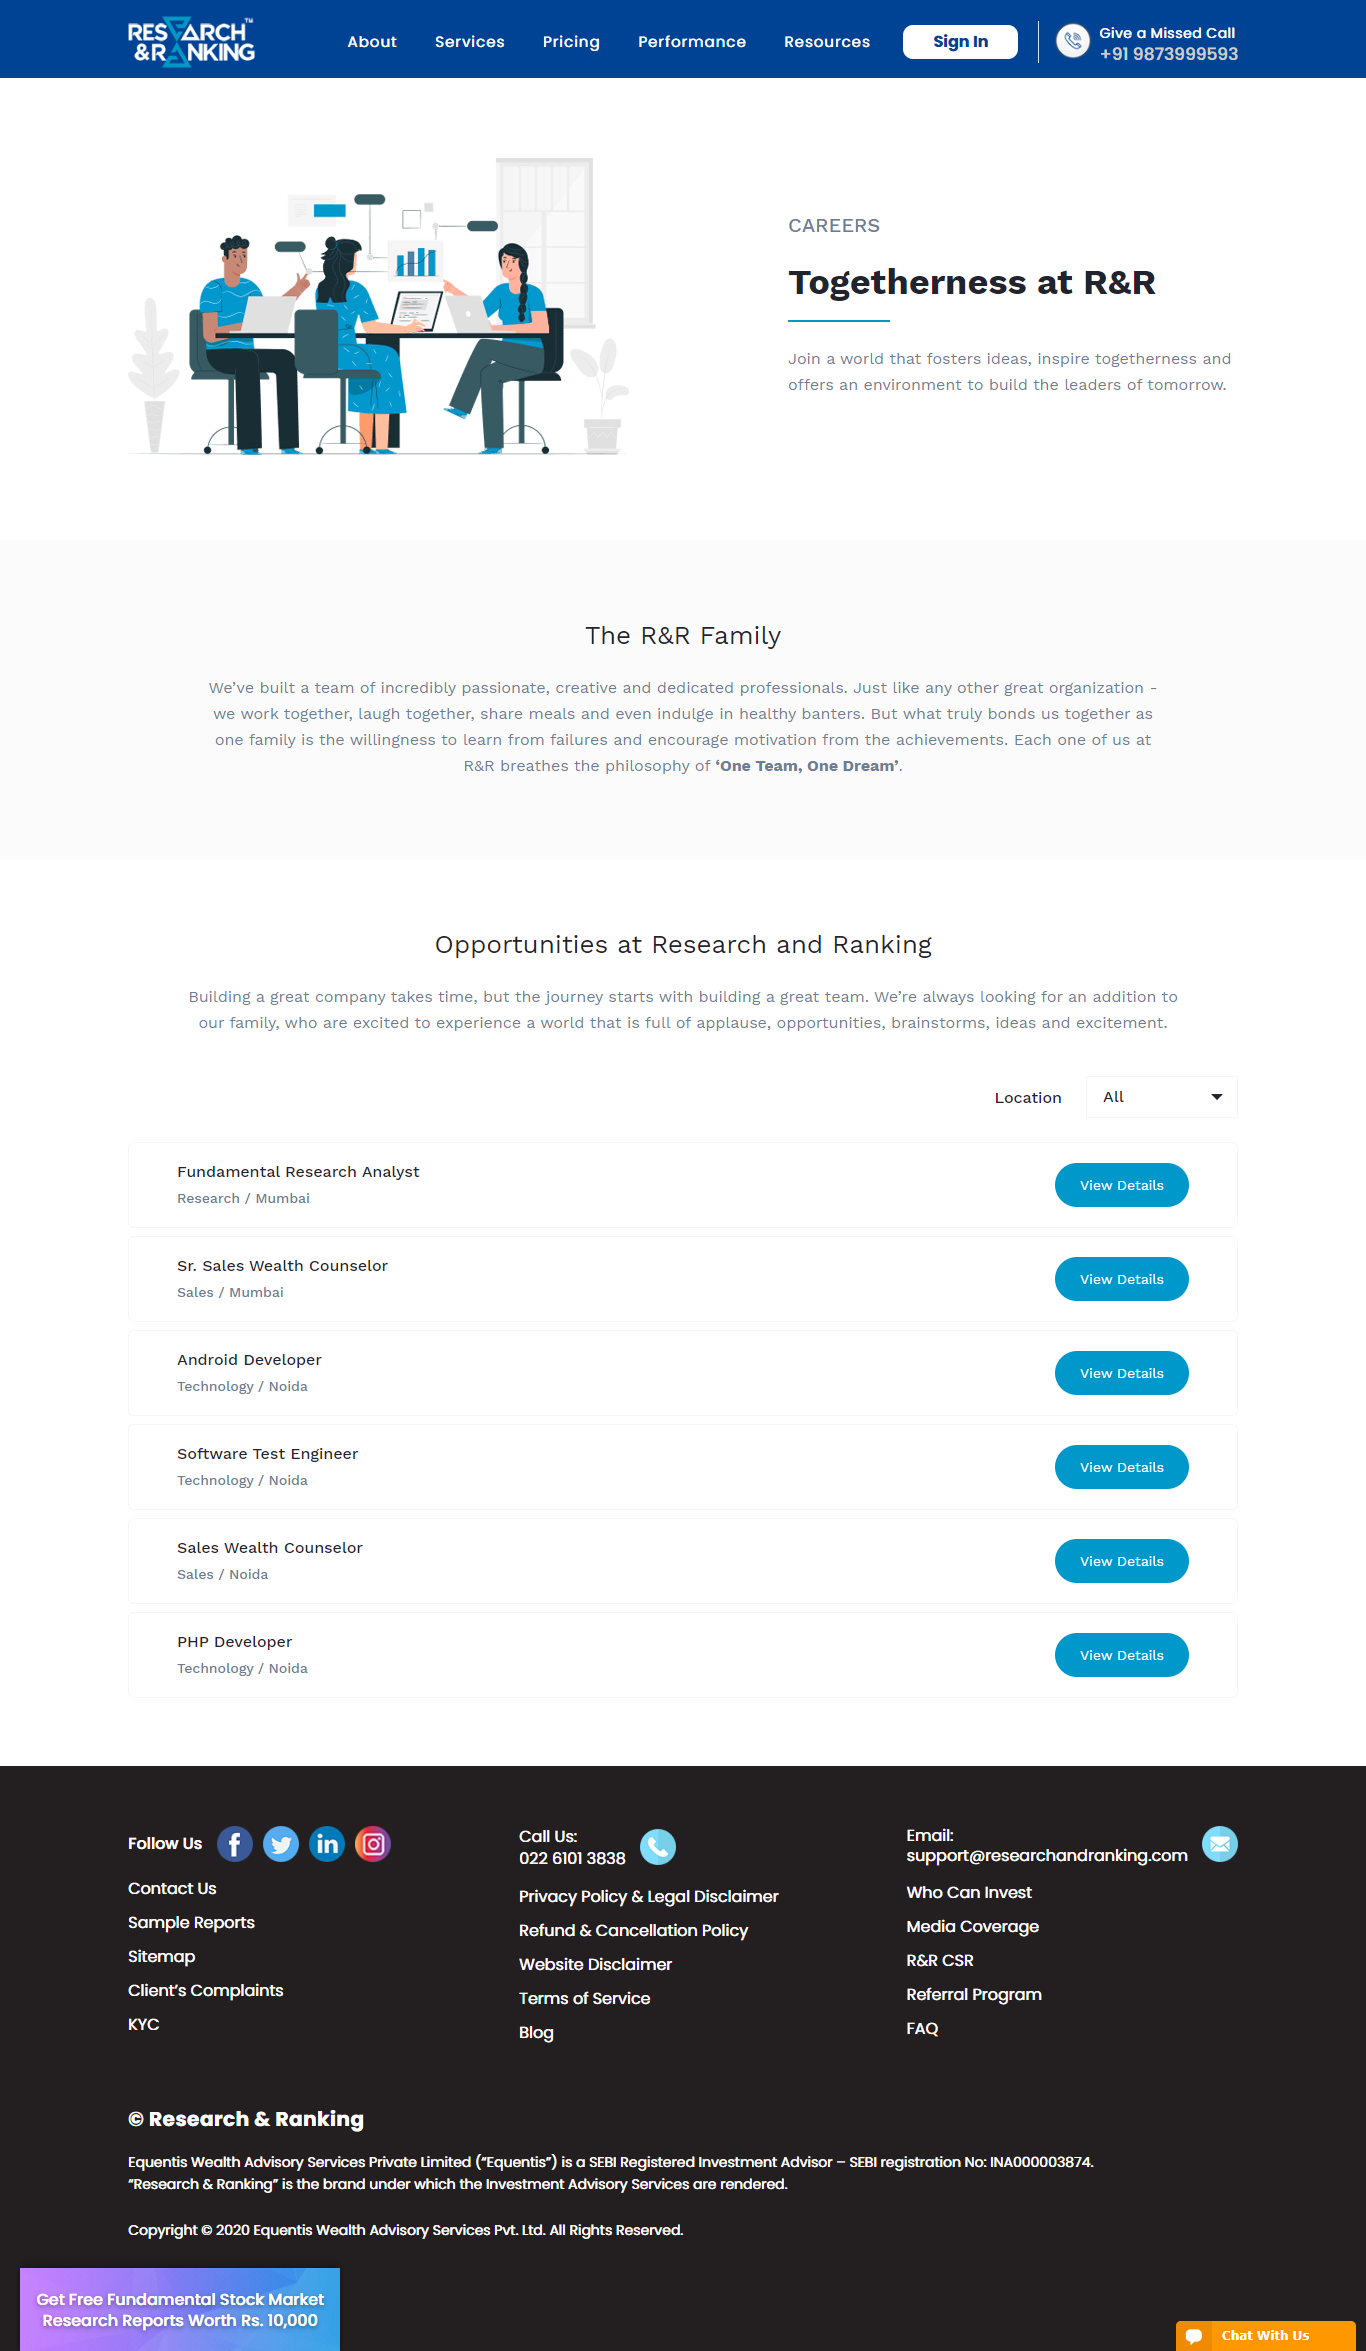 RESEARCH™
&RANKING
About
Services
Pricing
Performance
Resources
Sign In
Give a Missed Call
+91 9873999593
CAREERS
Togetherness at R&R
Join a world that fosters ideas, inspire togetherness and
offers an environment to build the leaders of tomorrow.
The R&R Family
We’ve built a team of incredibly passionate, creative and dedicated professionals. Just like any other great organization -
we work together, laugh together, share meals and even indulge in healthy banters. But what truly bonds us together as
one family is the willingness to learn from failures and encourage motivation from the achievements. Each one of us at
R&R breathes the philosophy of ‘One Team, One Dream’.
Opportunities at Research and Ranking
Building a great company takes time, but the journey starts with building a great team. We’re always looking for an addition to
our family, who are excited to experience a world that is full of applause, opportunities, brainstorms, ideas and excitement.
Location
All
Fundamental Research Analyst
Research / Mumbai
View Details
Sr. Sales Wealth Counselor
Sales / Mumbai
View Details
Android Developer
Technology / Noida
View Details
Software Test Engineer
Technology / Noida
View Details
Sales Wealth Counselor
Sales / Noida
View Details
PHP Developer
Technology / Noida
View Details
Follow Us
Contact Us
Sample Reports
Sitemap
Client’s Complaints
KYC
Call Us:
022 6101 3838
Privacy Policy & Legal Disclaimer
Refund & Cancellation Policy
Website Disclaimer
Terms of Service
Blog
Email:
support@researchandranking.com
Who Can Invest
Media Coverage
R&R CSR
Referral Program
FAQ
© Research & Ranking
Equentis Wealth Advisory Services Private Limited (“Equentis”) is a SEBI Registered Investment Advisor – SEBI registration No: INA000003874.
“Research & Ranking” is the brand under which the Investment Advisory Services are rendered.
Copyright © 2020 Equentis Wealth Advisory Services Pvt. Ltd. All Rights Reserved.
Get Free Fundamental Stock Market
Research Reports Worth Rs. 10,000
Chat With Us